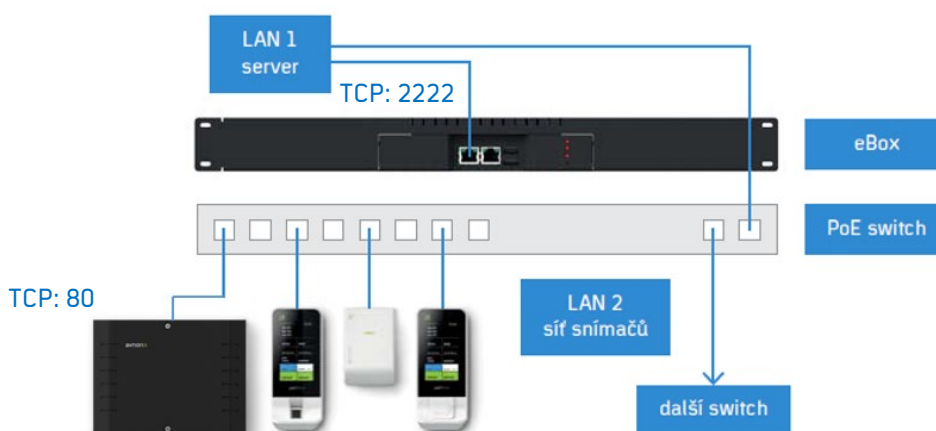 LAN 1
server
TCP: 2222
eBox
PoE switch
TCP: 80
LAN 2
síť snímačů
další switch